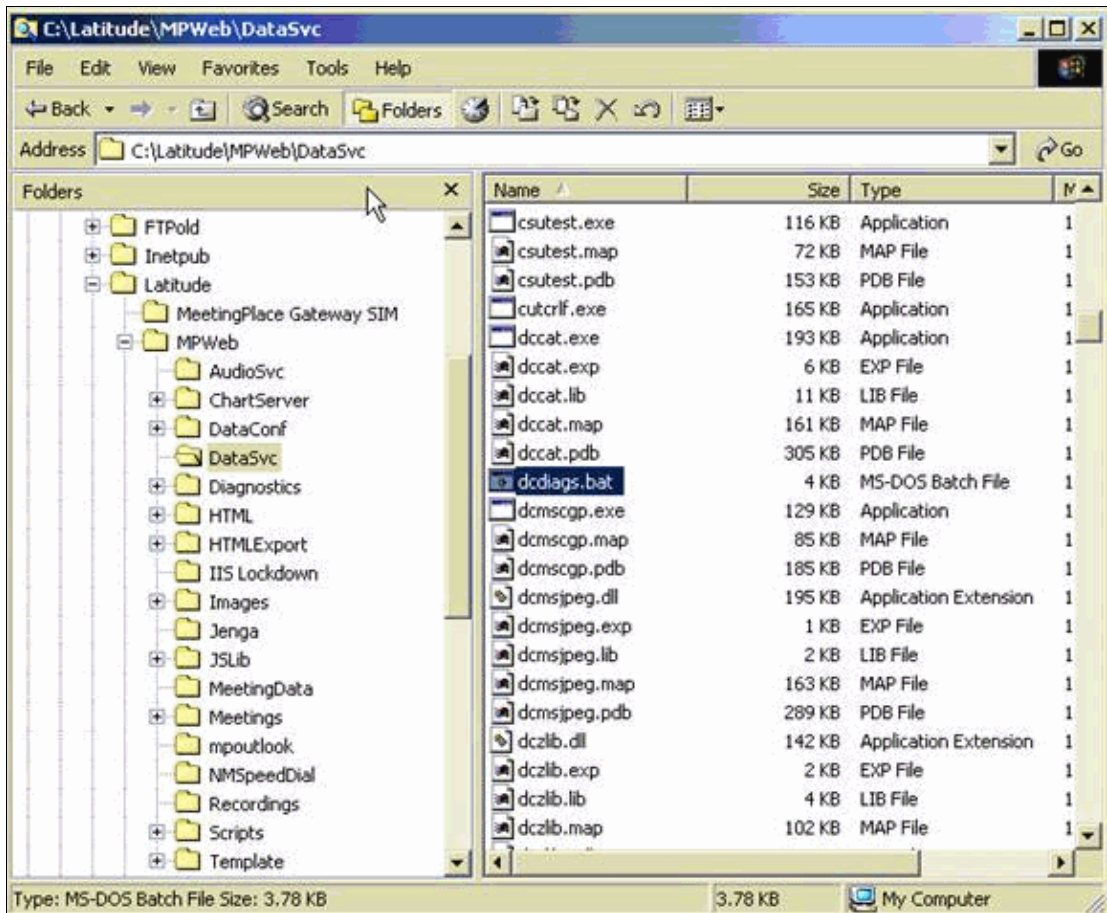 C:\Latitude\MPWeb\DataSvc
File Edit View Favorites Tools Help
Back Search Folders
Address C:\Latitude\MPWeb\DataSvc Go
Folders
FTPold
Inetpub
Latitude
MeetingPlace Gateway SIM
MPWeb
AudioSvc
ChartServer
DataConf
DataSvc
Diagnostics
HTML
HTMLExport
IIS Lockdown
Images
Jenga
JSLib
MeetingData
Meetings
mpoutlook
NMSpeedDial
Recordings
Scripts
Template
Name Size Type
csutest.exe 116 KB Application 1
csutest.map 72 KB MAP File 1
csutest.pdb 153 KB PDB File 1
cutcrlf.exe 165 KB Application 1
dccat.exe 193 KB Application 1
dccat.exp 6 KB EXP File 1
dccat.lib 11 KB LIB File 1
dccat.map 161 KB MAP File 1
dccat.pdb 305 KB PDB File 1
dcdiags.bat 4 KB MS-DOS Batch File 1
dcmscgp.exe 129 KB Application 1
dcmscgp.map 85 KB MAP File 1
dcmscgp.pdb 185 KB PDB File 1
dcmsjpeg.dll 195 KB Application Extension 1
dcmsjpeg.exp 1 KB EXP File 1
dcmsjpeg.lib 2 KB LIB File 1
dcmsjpeg.map 163 KB MAP File 1
dcmsjpeg.pdb 289 KB PDB File 1
dczlib.dll 142 KB Application Extension 1
dczlib.exp 2 KB EXP File 1
dczlib.lib 4 KB LIB File 1
dczlib.map 102 KB MAP File 1
Type: MS-DOS Batch File Size: 3.78 KB 3.78 KB My Computer